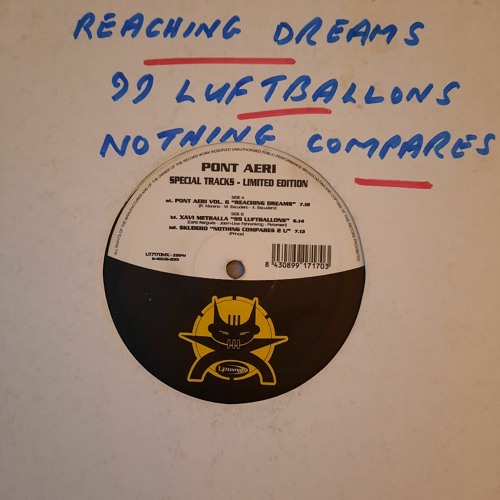 REACHING DREAMS
99 LUFTBALLONS
NOTHING COMPARES
PONT AERI
SPECIAL TRACKS - LIMITED EDITION
SIDE A
a1. PONT AERI VOL. 6 "REACHING DREAMS" 7.12
SIDE B
b1. XAVI METRALLA "99 LUFTBALLONS" 6.14
b2. SKUDERO "NOTHING COMPARES 2 U" 7.13
(Prince)
8 430899 171703